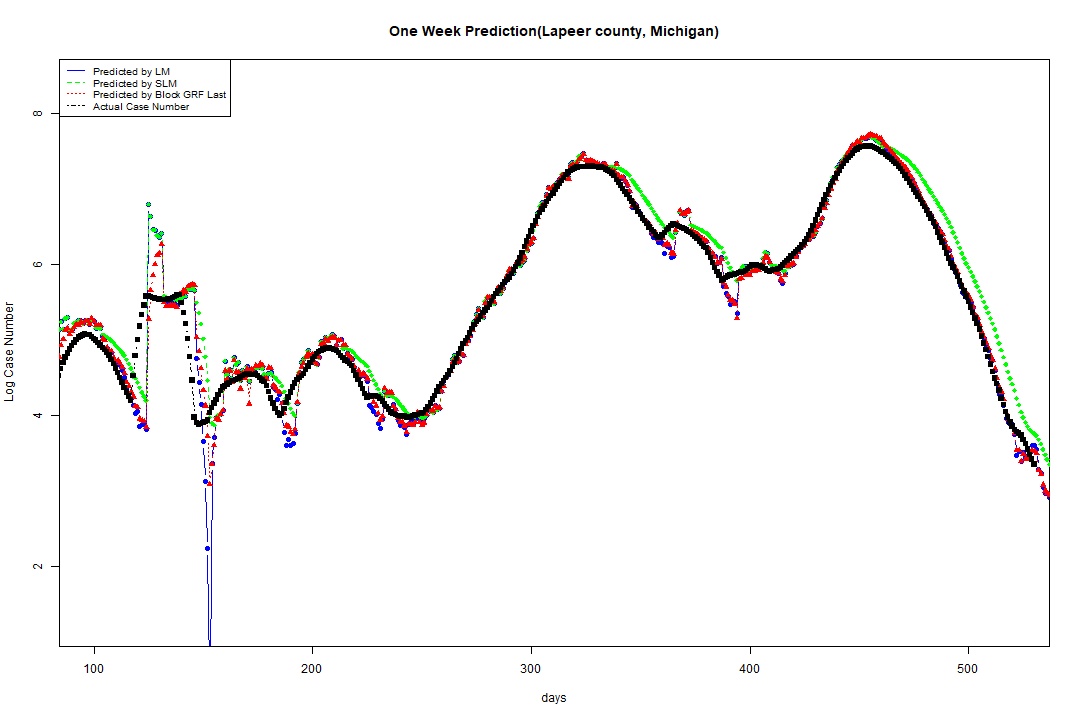 One Week Prediction(Lapeer county, Michigan)
Predicted by LM
Predicted by SLM
Predicted by Block GRF Last
Actual Case Number
Log Case Number
8
6
4
2
100 200 300 400 500
days